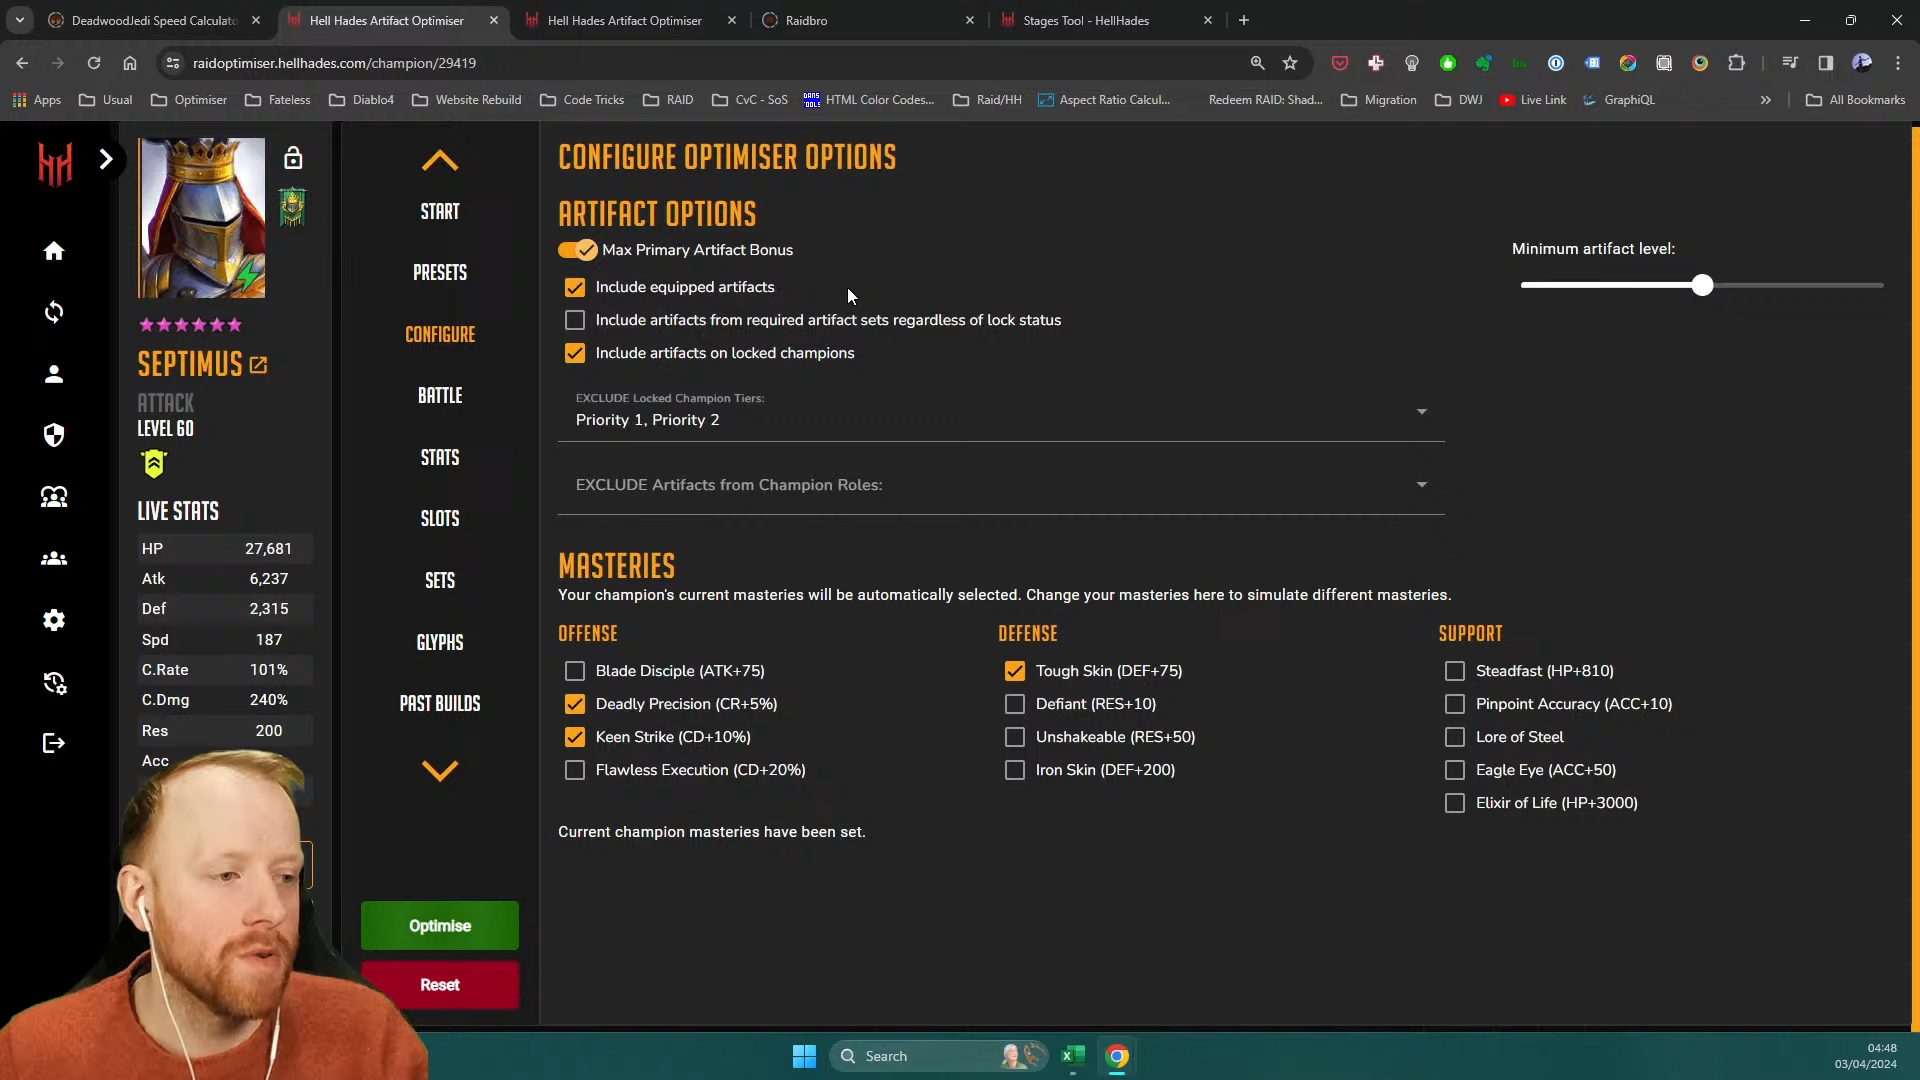 DeadwoodJedi Speed Calculato
Hell Hades Artifact Optimiser
Hell Hades Artifact Optimiser
Raidbro
Stages Tool - HellHades
raidoptimiser.hellhades.com/champion/29419
Apps
Usual
Optimiser
Fateless
Diablo4
Website Rebuild
Code Tricks
RAID
CvC - SoS
HTML Color Codes...
Raid/HH
Aspect Ratio Calcul...
Redeem RAID: Shad...
Migration
DWJ
Live Link
GraphiQL
All Bookmarks
SEPTIMUS
ATTACK
LEVEL 60
LIVE STATS
HP 27,681
Atk 6,237
Def 2,315
Spd 187
C.Rate 101%
C.Dmg 240%
Res 200
Acc
START
PRESETS
CONFIGURE
BATTLE
STATS
SLOTS
SETS
GLYPHS
PAST BUILDS
Optimise
Reset
CONFIGURE OPTIMISER OPTIONS
ARTIFACT OPTIONS
Max Primary Artifact Bonus
Include equipped artifacts
Include artifacts from required artifact sets regardless of lock status
Include artifacts on locked champions
Minimum artifact level:
EXCLUDE Locked Champion Tiers:
Priority 1, Priority 2
EXCLUDE Artifacts from Champion Roles:
MASTERIES
Your champion's current masteries will be automatically selected. Change your masteries here to simulate different masteries.
OFFENSE
Blade Disciple (ATK+75)
Deadly Precision (CR+5%)
Keen Strike (CD+10%)
Flawless Execution (CD+20%)
DEFENSE
Tough Skin (DEF+75)
Defiant (RES+10)
Unshakeable (RES+50)
Iron Skin (DEF+200)
SUPPORT
Steadfast (HP+810)
Pinpoint Accuracy (ACC+10)
Lore of Steel
Eagle Eye (ACC+50)
Elixir of Life (HP+3000)
Current champion masteries have been set.
Search
04:48
03/04/2024